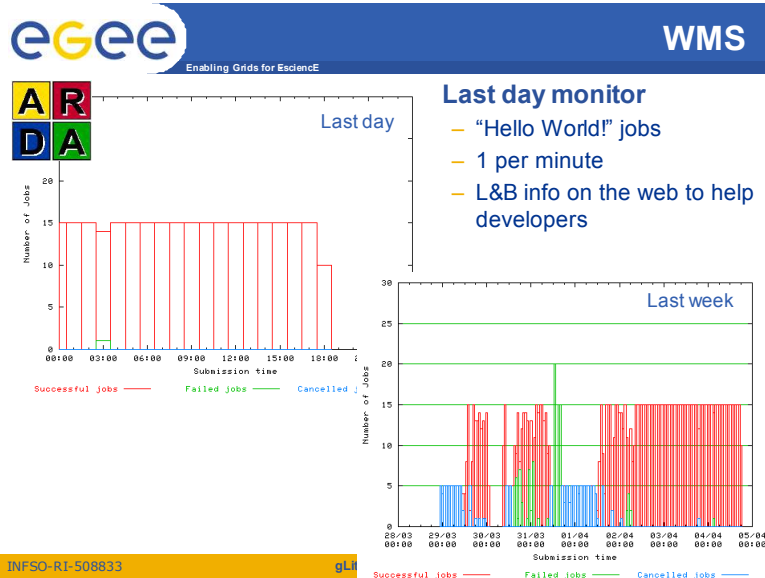 egee
WMS
Enabling Grids for EsciencE
A R
D A
Last day monitor
– “Hello World!” jobs
– 1 per minute
– L&B info on the web to help
developers
Last day
Number of Jobs
20
15
10
5
0
00:00 03:00 06:00 09:00 12:00 15:00 18:00
Submission time
Successful jobs Failed jobs Cancelled
Last week
Number of Jobs
30
25
20
15
10
5
0
28/03 29/03 30/03 31/03 01/04 02/04 03/04 04/04 05/04
00:00 00:00 00:00 00:00 00:00 00:00 00:00 00:00 00:00
Submission time
Successful jobs Failed jobs Cancelled jobs
INFSO-RI-508833